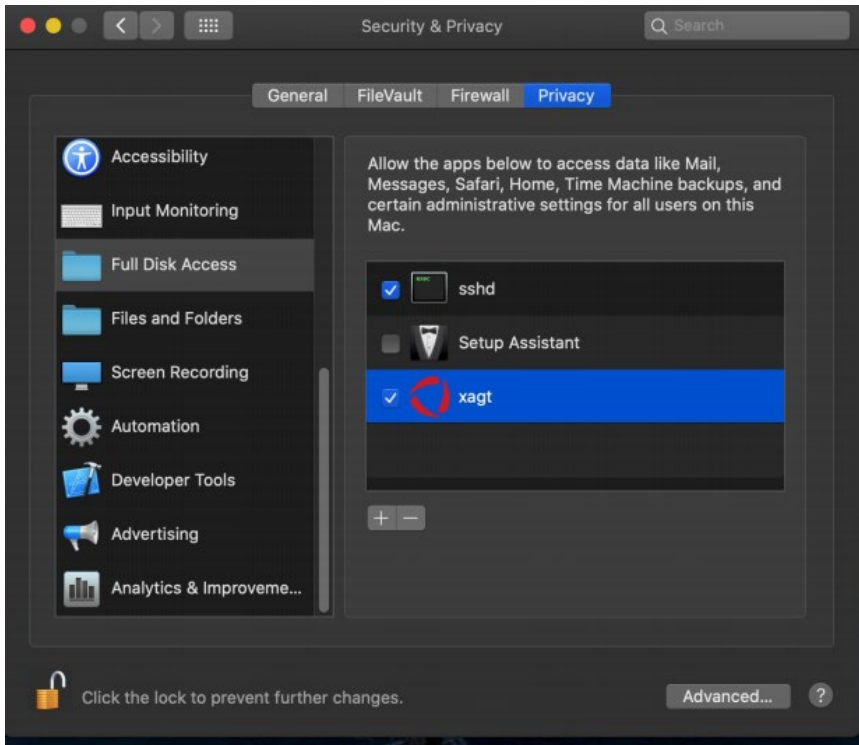 Security & Privacy
Search
General
FileVault
Firewall
Privacy
Accessibility
Input Monitoring
Full Disk Access
Files and Folders
Screen Recording
Automation
Developer Tools
Advertising
Analytics & Improveme...
Allow the apps below to access data like Mail,
Messages, Safari, Home, Time Machine backups, and
certain administrative settings for all users on this
Mac.
sshd
Setup Assistant
xagt
Click the lock to prevent further changes.
Advanced...
?